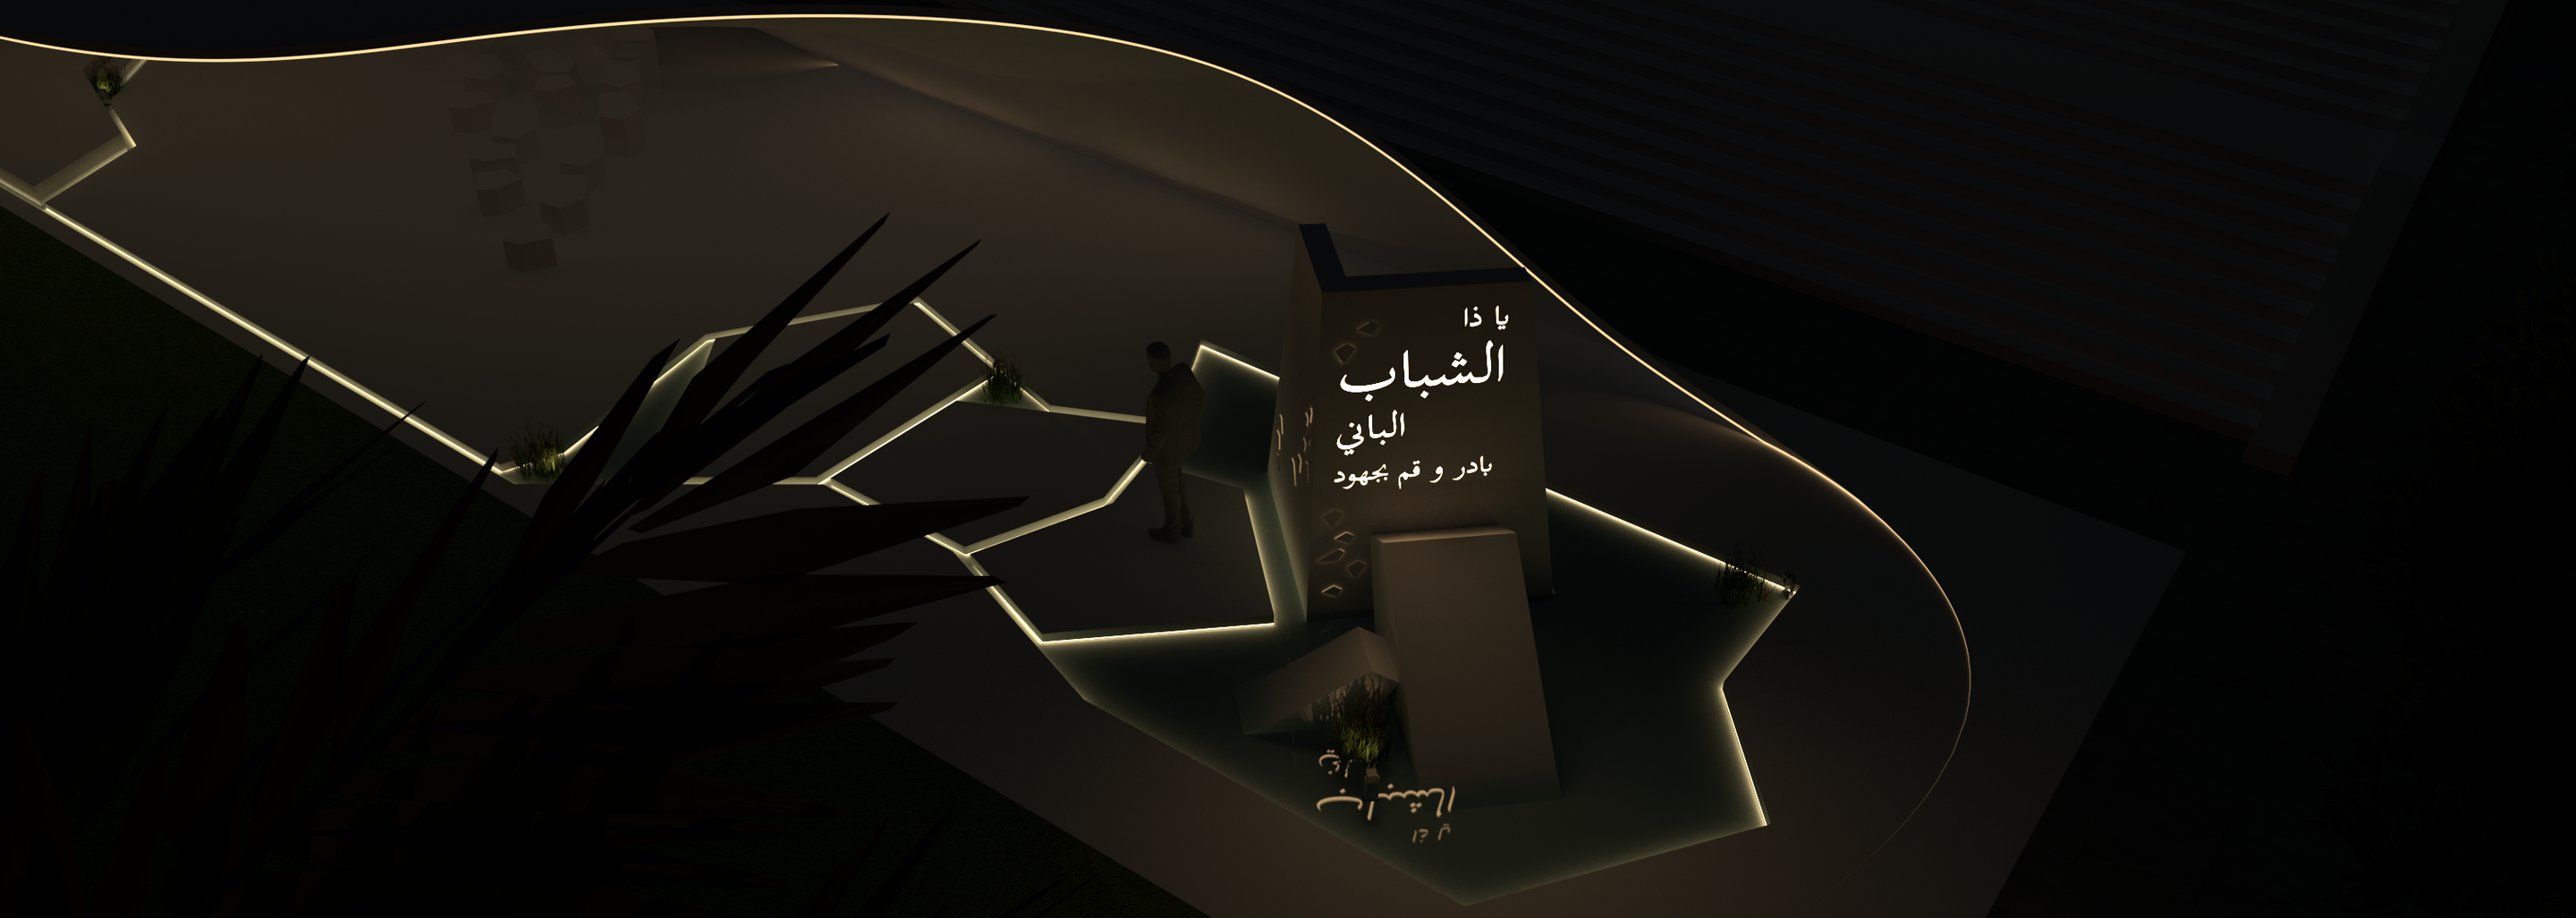 يا ذا
الشباب
الباني
بادر و قم بجهود